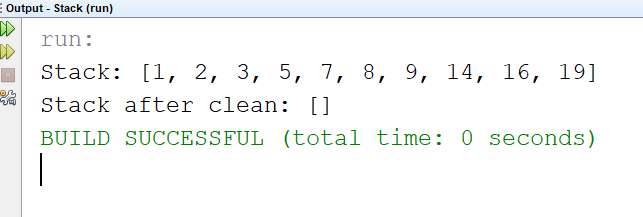 Output - Stack (run)
run:
Stack: [1, 2, 3, 5, 7, 8, 9, 14, 16, 19]
Stack after clean: []
BUILD SUCCESSFUL (total time: 0 seconds)